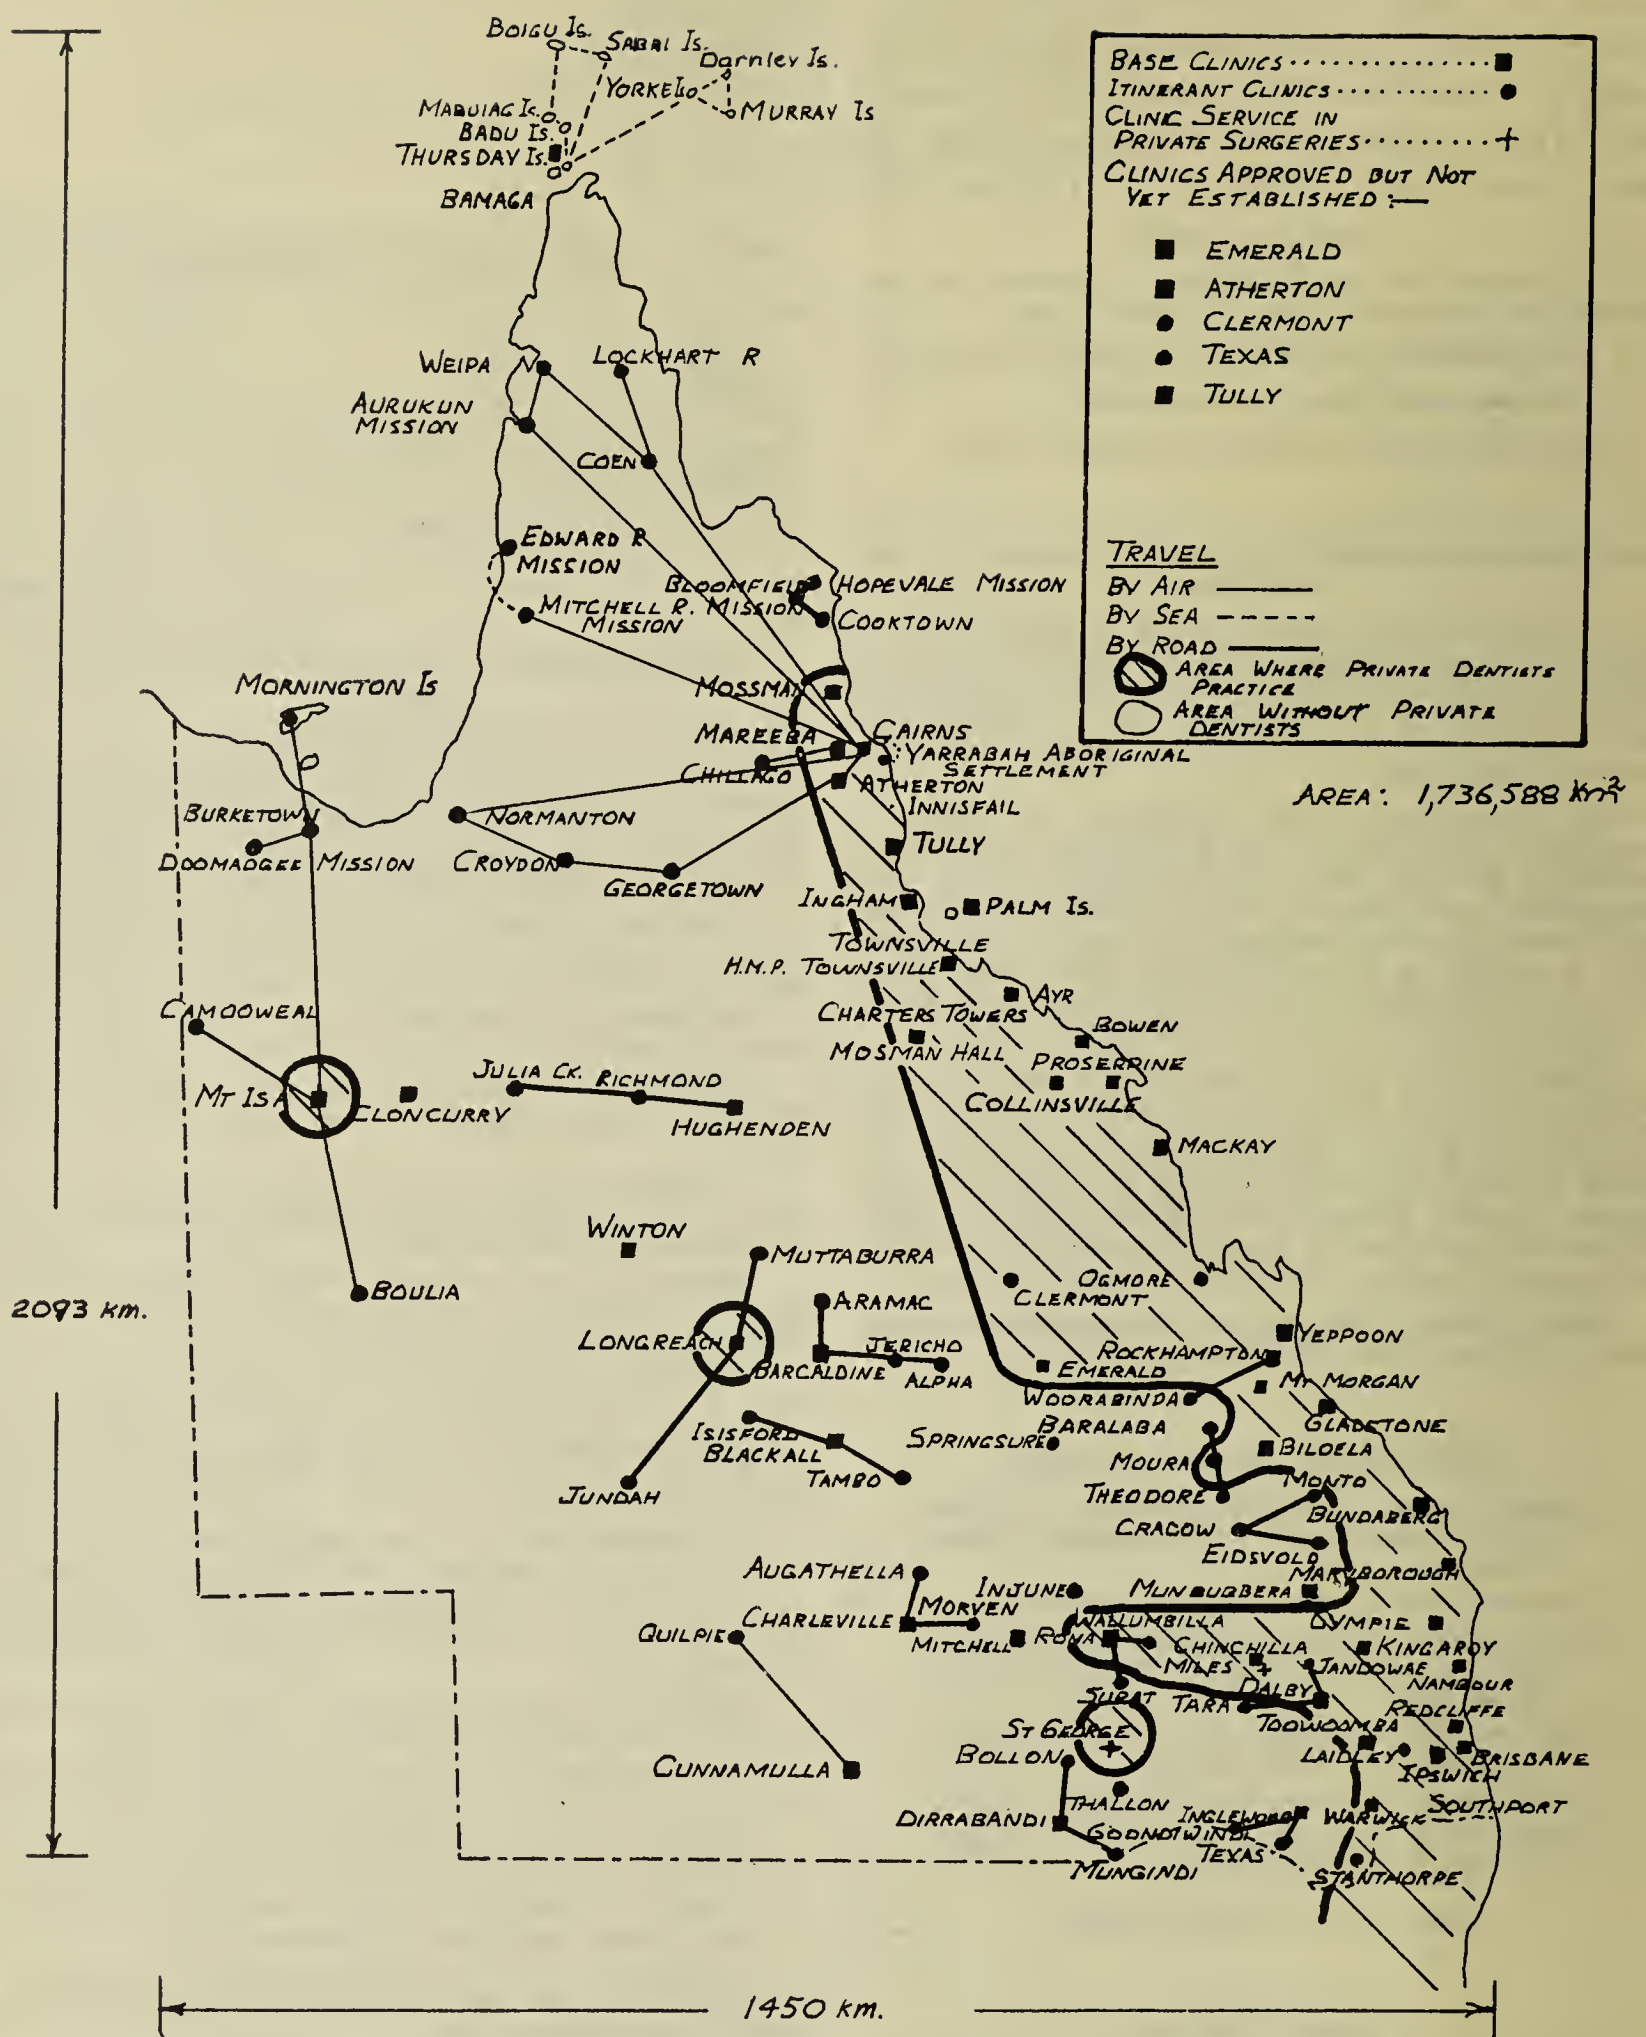 BOIGU Is.
SABAI Is.
Darnley Is.
YORKE Is
MURRAY Is
MABUIAG Is.
BADU Is.
THURSDAY Is.
BAMAGA
BASE CLINICS
ITINERANT CLINICS
CLINIC SERVICE IN
PRIVATE SURGERIES
CLINICS APPROVED BUT NOT
YET ESTABLISHED :—
EMERALD
ATHERTON
CLERMONT
TEXAS
TULLY
TRAVEL
BY AIR
BY SEA
BY ROAD
AREA WHERE PRIVATE DENTISTS
PRACTICE
AREA WITHOUT PRIVATE
DENTISTS
AREA: 1,736,588 Km²
WEIPA
LOCKHART R
AURUKUN
MISSION
COEN
EDWARD R
MISSION
BLOOMFIELD
MISSION
HOPEVALE MISSION
MITCHELL R.
MISSION
COOKTOWN
MORNINGTON Is
MOSSMAN
MAREEBA
CAIRNS
YARRABAH ABORIGINAL
SETTLEMENT
CHILLAGO
ATHERTON
INNISFAIL
BURKETOWN
NORMANTON
DOOMADGEE MISSION
CROYDON
TULLY
GEORGETOWN
INGHAM
PALM Is.
TOWNSVILLE
H.M.P. TOWNSVILLE
CAMOOWEAL
AYR
CHARTERS TOWERS
BOWEN
MOSMAN HALL
PROSERPINE
JULIA CK.
RICHMOND
MT ISA
CLONCURRY
COLLINSVILLE
HUGHENDEN
MACKAY
WINTON
MUTTABURRA
BOULIA
OGMORE
CLERMONT
2093 km.
ARAMAC
YEPPOON
LONGREACH
JERICHO
ROCKHAMPTON
BARCALDINE
ALPHA
EMERALD
MT MORGAN
WOORABINDA
BARALABA
GLADSTONE
ISISFORD
BLACKALL
SPRINGSURE
BILOELA
MOURA
TAMBO
MONTO
JUNDAH
THEODORE
BUNDABERG
CRACOW
EIDSVOLD
AUGATHELLA
MARYBOROUGH
INJUNE
MUNDUBBERA
MORVEN
CHARLEVILLE
WALLUMBILLA
GYMPIE
QUILPIE
MITCHELL
ROMA
CHINCHILLA
KINGAROY
MILES
JANDOWAE
NAMBOUR
SURAT
TARA
DALBY
REDCLIFFE
ST GEORGE
TOOWOOMBA
BOLLON
LAIDLEY
BRISBANE
IPSWICH
CUNNAMULLA
THALLON
DIRRABANDI
INGLEWOOD
WARWICK
SOUTHPORT
GOONDIWINDI
TEXAS
MUNGINDI
STANTHORPE
1450 km.